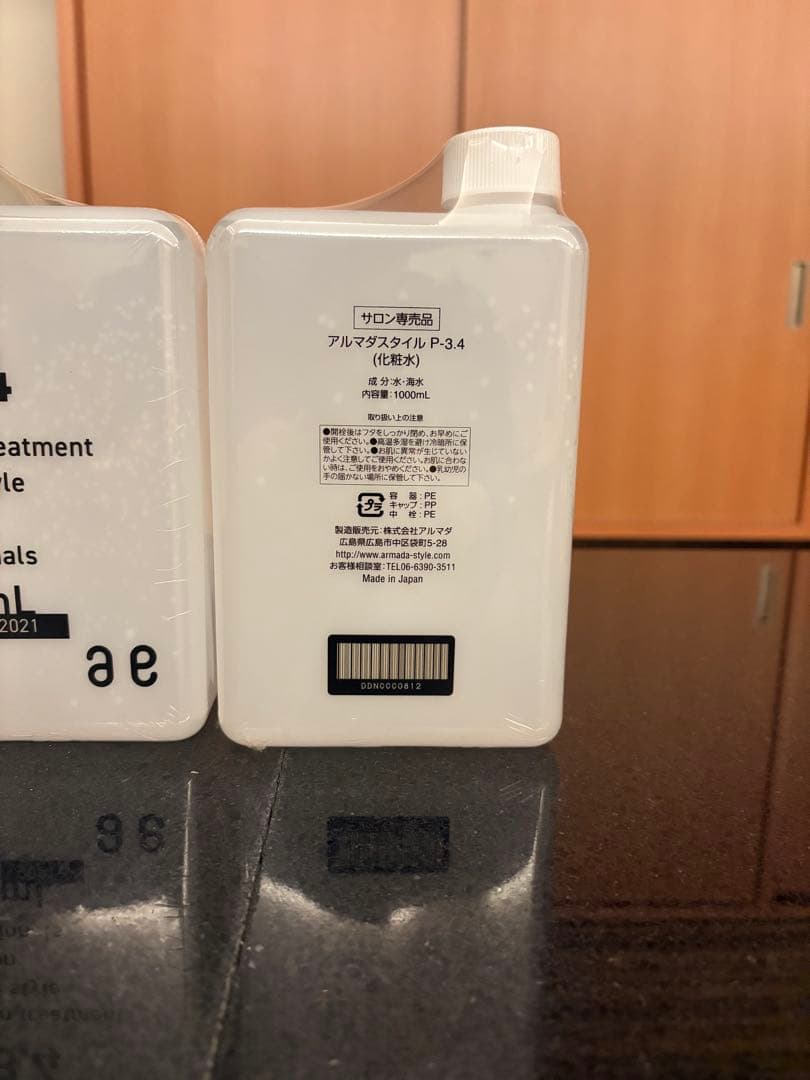 4
eatment
yle
nals
mL
2021
ae
サロン専売品
アルマダスタイル P-3.4
(化粧水)
成 分:水・海水
内容量:1000mL
取り扱い上の注意
●開栓後はフタをしっかり閉め、お早めにご
使用ください。●高温多湿を避け冷暗所に保
管して下さい。●お肌に異常が生じていない
かよく注意してご使用ください。お肌に合わな
い時は、ご使用をおやめください。●乳幼児の
手の届かない場所に保管して下さい。
プラ
容 器:PE
キャップ:PP
中 栓:PE
製造販売元:株式会社アルマダ
広島県広島市中区袋町5-28
http://www.armada-style.com
お客様相談室:TEL06-6390-3511
Made in Japan
DDN0000812